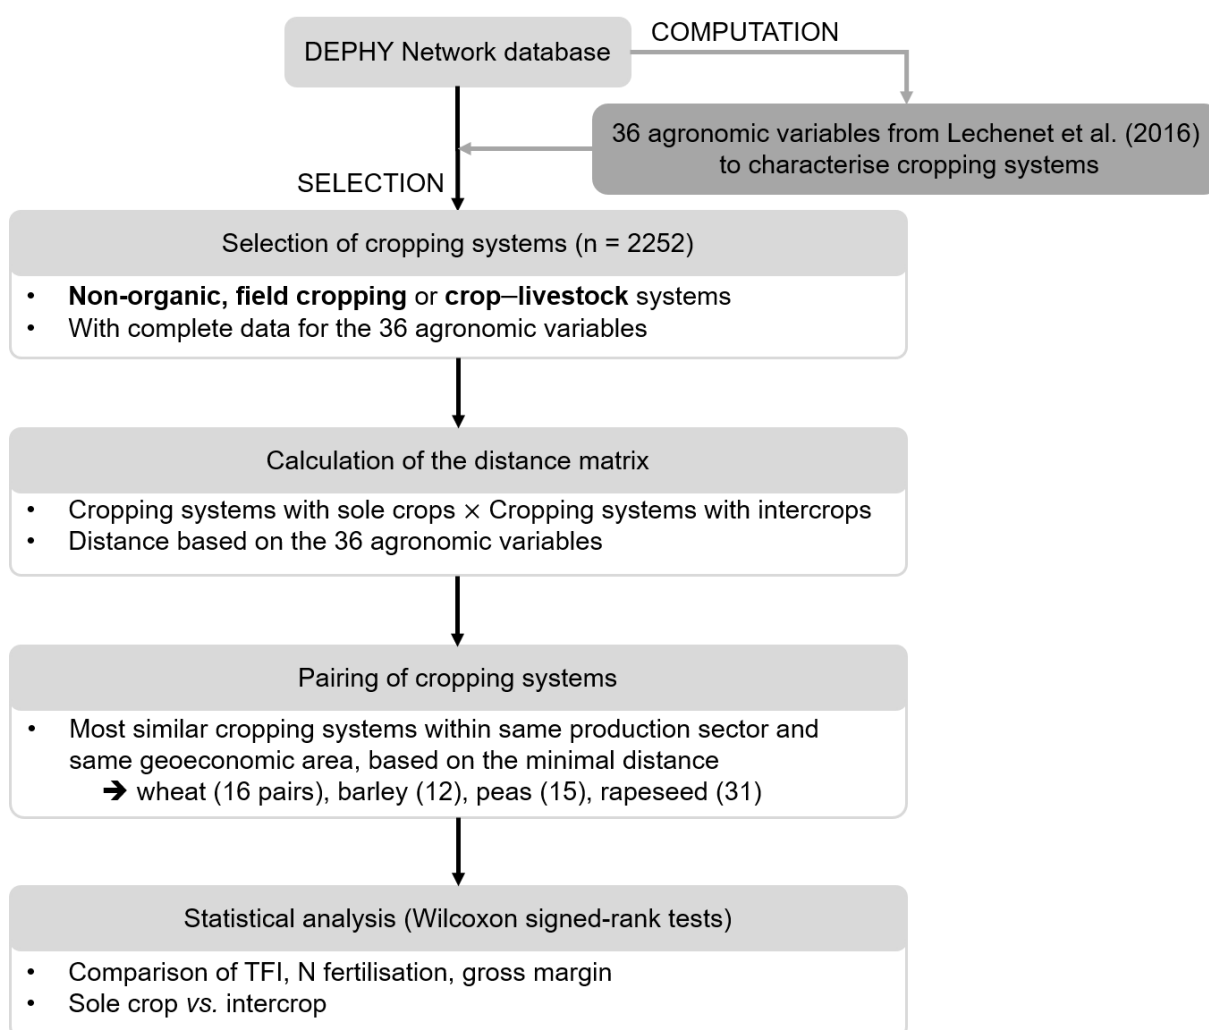 DEPHY Network database
COMPUTATION
36 agronomic variables from Lechenet et al. (2016)
to characterise cropping systems
SELECTION
Selection of cropping systems (n = 2252)
• Non-organic, field cropping or crop–livestock systems
• With complete data for the 36 agronomic variables
Calculation of the distance matrix
• Cropping systems with sole crops × Cropping systems with intercrops
• Distance based on the 36 agronomic variables
Pairing of cropping systems
• Most similar cropping systems within same production sector and
same geoeconomic area, based on the minimal distance
➔ wheat (16 pairs), barley (12), peas (15), rapeseed (31)
Statistical analysis (Wilcoxon signed-rank tests)
• Comparison of TFI, N fertilisation, gross margin
• Sole crop vs. intercrop